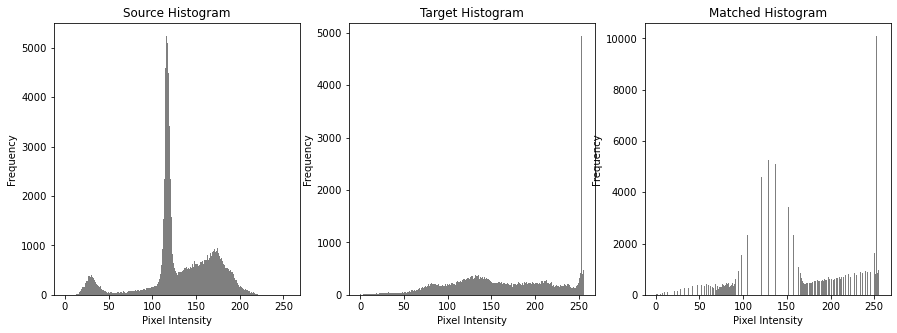 Source Histogram
Frequency
5000
4000
3000
2000
1000
0
0 50 100 150 200 250
Pixel Intensity
Target Histogram
Frequency
5000
4000
3000
2000
1000
0
0 50 100 150 200 250
Pixel Intensity
Matched Histogram
Frequency
10000
8000
6000
4000
2000
0
0 50 100 150 200 250
Pixel Intensity